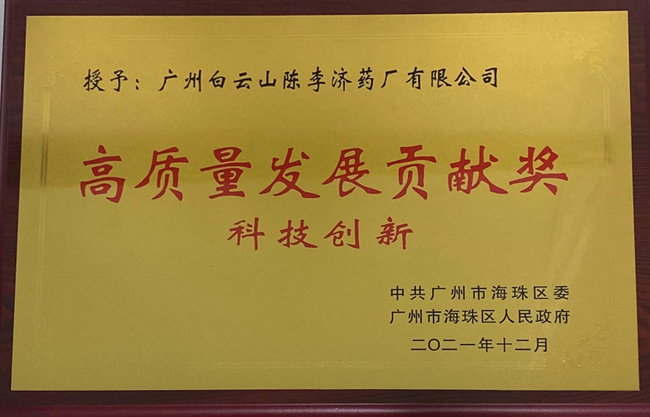 授予：广州白云山陈李济药厂有限公司
高质量发展贡献奖
科技创新
中共广州市海珠区委
广州市海珠区人民政府
二〇二一年十二月